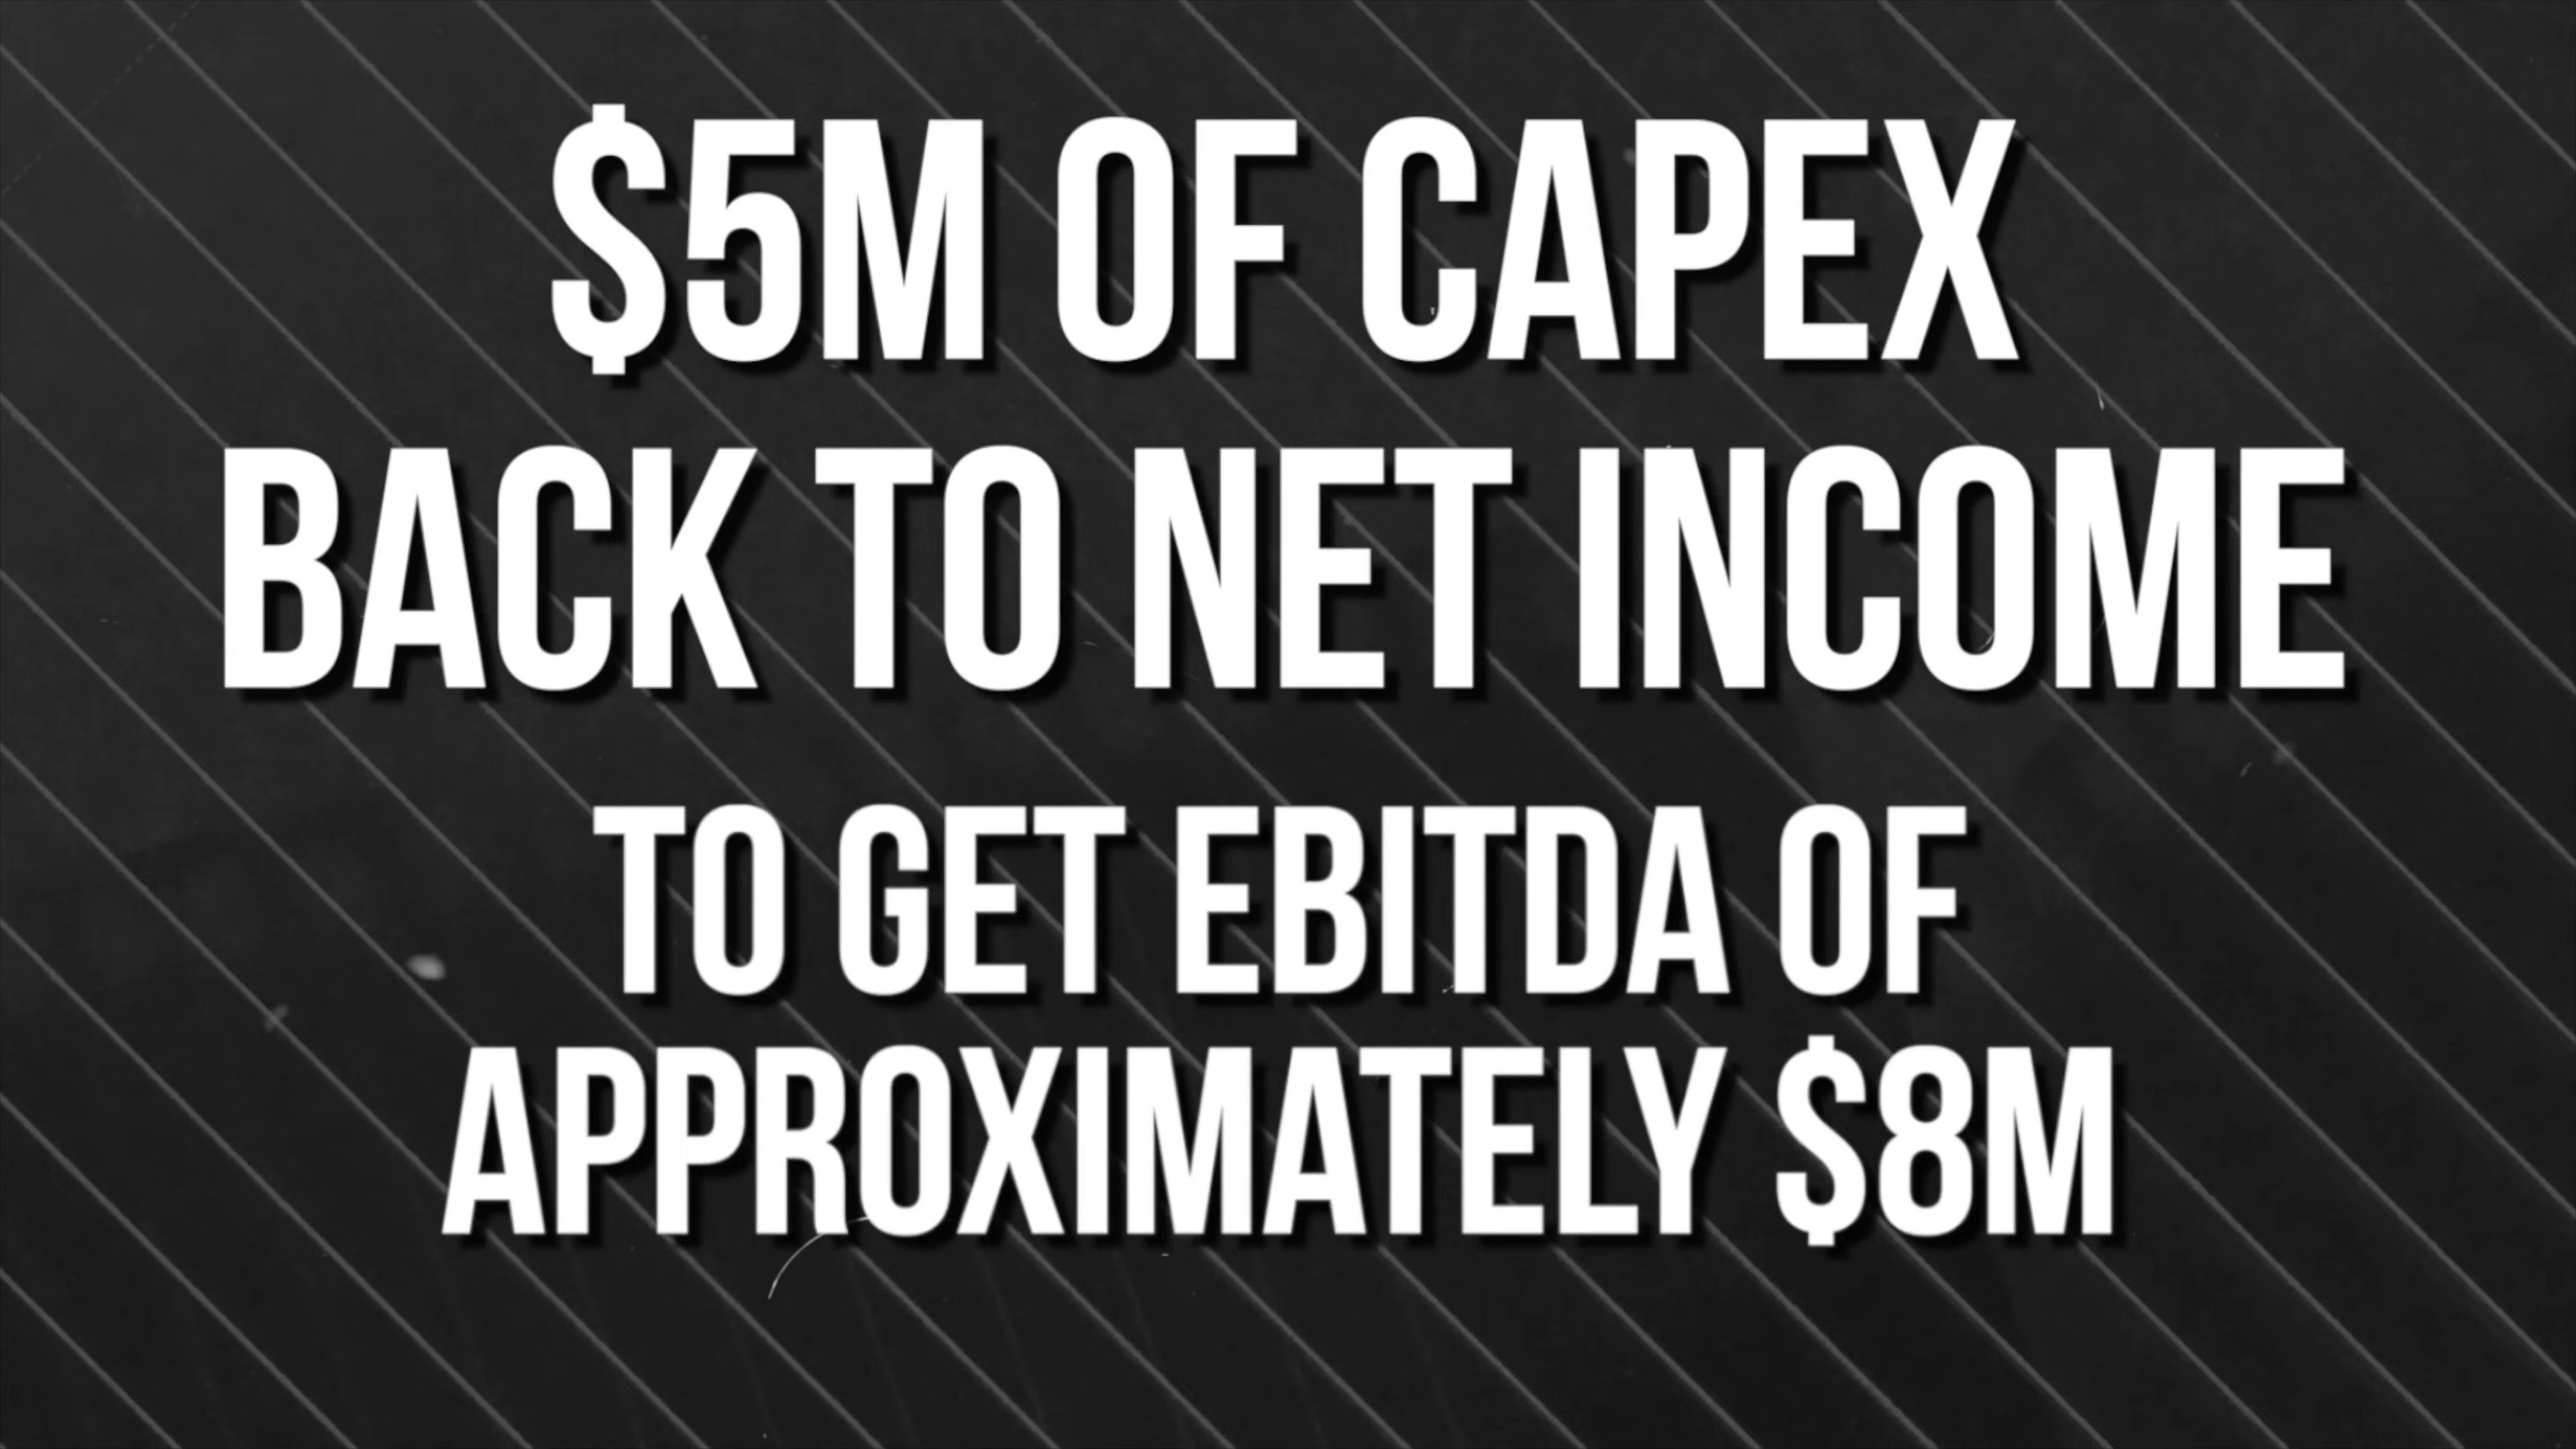 $5M OF CAPEX
BACK TO NET INCOME
TO GET EBITDA OF
APPROXIMATELY $8M